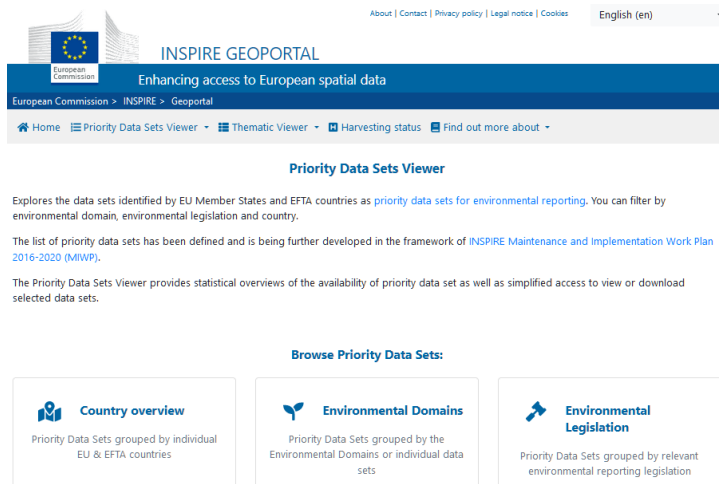 About | Contact | Privacy policy | Legal notice | Cookies
English (en)
European
Commission
INSPIRE GEOPORTAL
Enhancing access to European spatial data
European Commission > INSPIRE > Geoportal
Home Priority Data Sets Viewer Thematic Viewer Harvesting status Find out more about
Priority Data Sets Viewer
Explores the data sets identified by EU Member States and EFTA countries as priority data sets for environmental reporting. You can filter by
environmental domain, environmental legislation and country.
The list of priority data sets has been defined and is being further developed in the framework of INSPIRE Maintenance and Implementation Work Plan
2016-2020 (MIWP).
The Priority Data Sets Viewer provides statistical overviews of the availability of priority data set as well as simplified access to view or download
selected data sets.
Browse Priority Data Sets:
Country overview
Priority Data Sets grouped by individual
EU & EFTA countries
Environmental Domains
Priority Data Sets grouped by the
Environmental Domains or individual data
sets
Environmental
Legislation
Priority Data Sets grouped by relevant
environmental reporting legislation